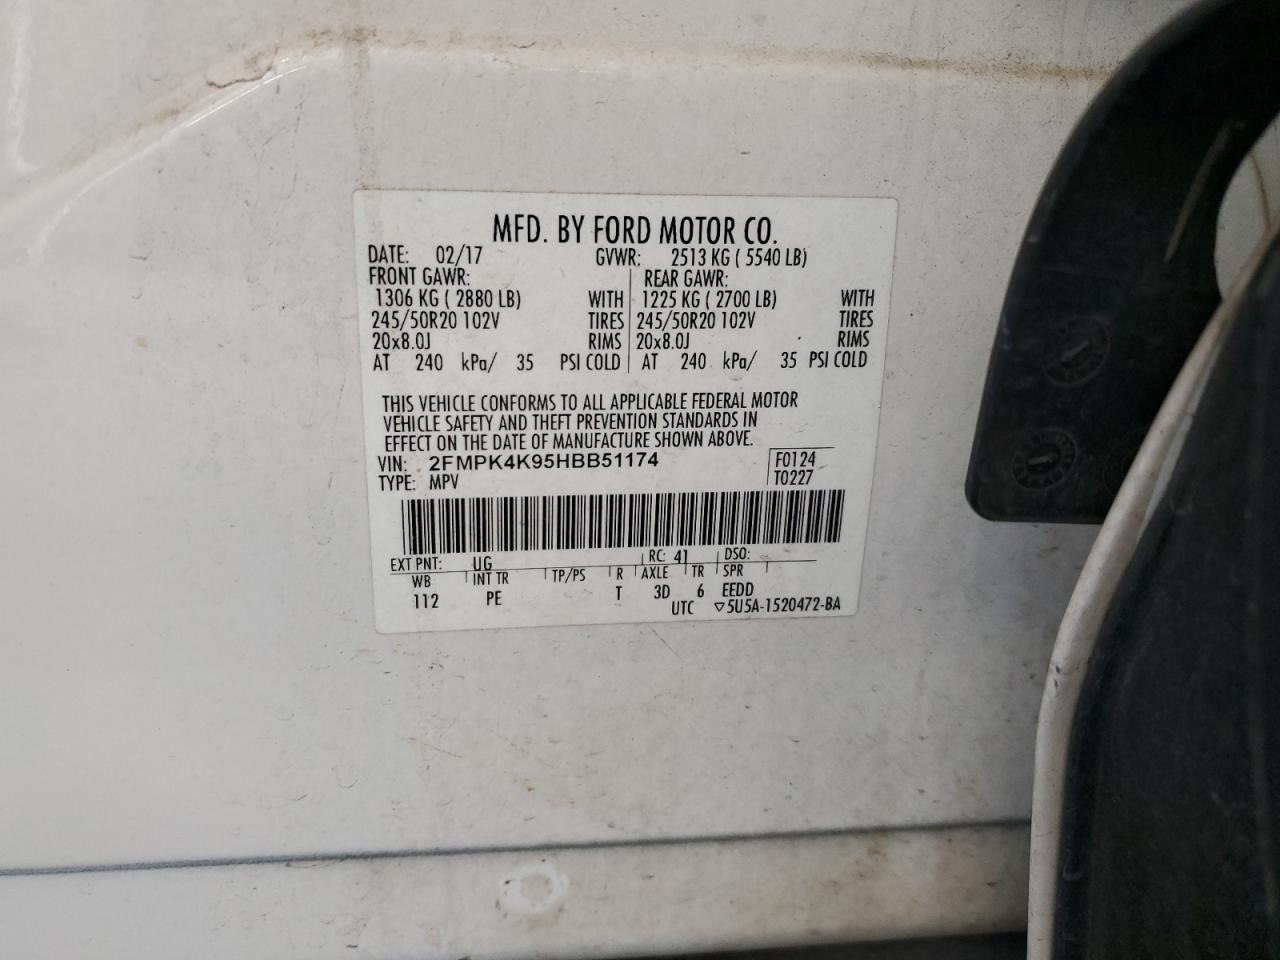 MFD. BY FORD MOTOR CO.
DATE: 02/17 GVWR: 2513 KG ( 5540 LB)
FRONT GAWR: REAR GAWR:
1306 KG ( 2880 LB) WITH 1225 KG ( 2700 LB) WITH
245/50R20 102V TIRES 245/50R20 102V TIRES
20x8.0J RIMS 20x8.0J RIMS
AT 240 kPa/ 35 PSI COLD AT 240 kPa/ 35 PSI COLD
THIS VEHICLE CONFORMS TO ALL APPLICABLE FEDERAL MOTOR
VEHICLE SAFETY AND THEFT PREVENTION STANDARDS IN
EFFECT ON THE DATE OF MANUFACTURE SHOWN ABOVE.
VIN: 2FMPK4K95HBB51174 F0124
TYPE: MPV T0227
EXT PNT: UG RC: 41 DSO:
WB INT TR TP/PS R AXLE TR SPR
112 PE T 3D 6 EEDD
UTC ▽5U5A-1520472-BA